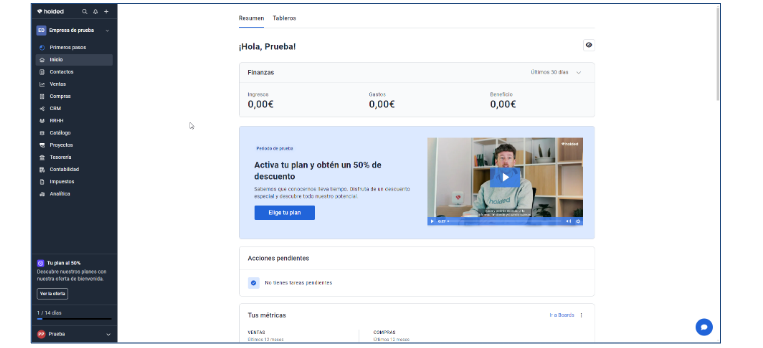 holded
Empresa de prueba
Primeros pasos
Inicio
Contactos
Ventas
Compras
CRM
RRHH
Catálogo
Proyectos
Tesorería
Contabilidad
Impuestos
Analítica
Tu plan al 50%
Descubre nuestros planes con
nuestra oferta de bienvenida.
Ver la oferta
1 / 14 días
Prueba
Resumen Tableros
¡Hola, Prueba!
Finanzas
Últimos 30 días
Ingresos Gastos Beneficio
0,00€ 0,00€ 0,00€
Periodo de prueba
Activa tu plan y obtén un 50% de
descuento
Sabemos que conocernos lleva tiempo. Disfruta de un descuento
especial y descubre todo nuestro potencial.
Elige tu plan
holded
holded
Acciones pendientes
No tienes tareas pendientes
Tus métricas
Ir a Boards
VENTAS COMPRAS
Últimos 12 meses Últimos 12 meses